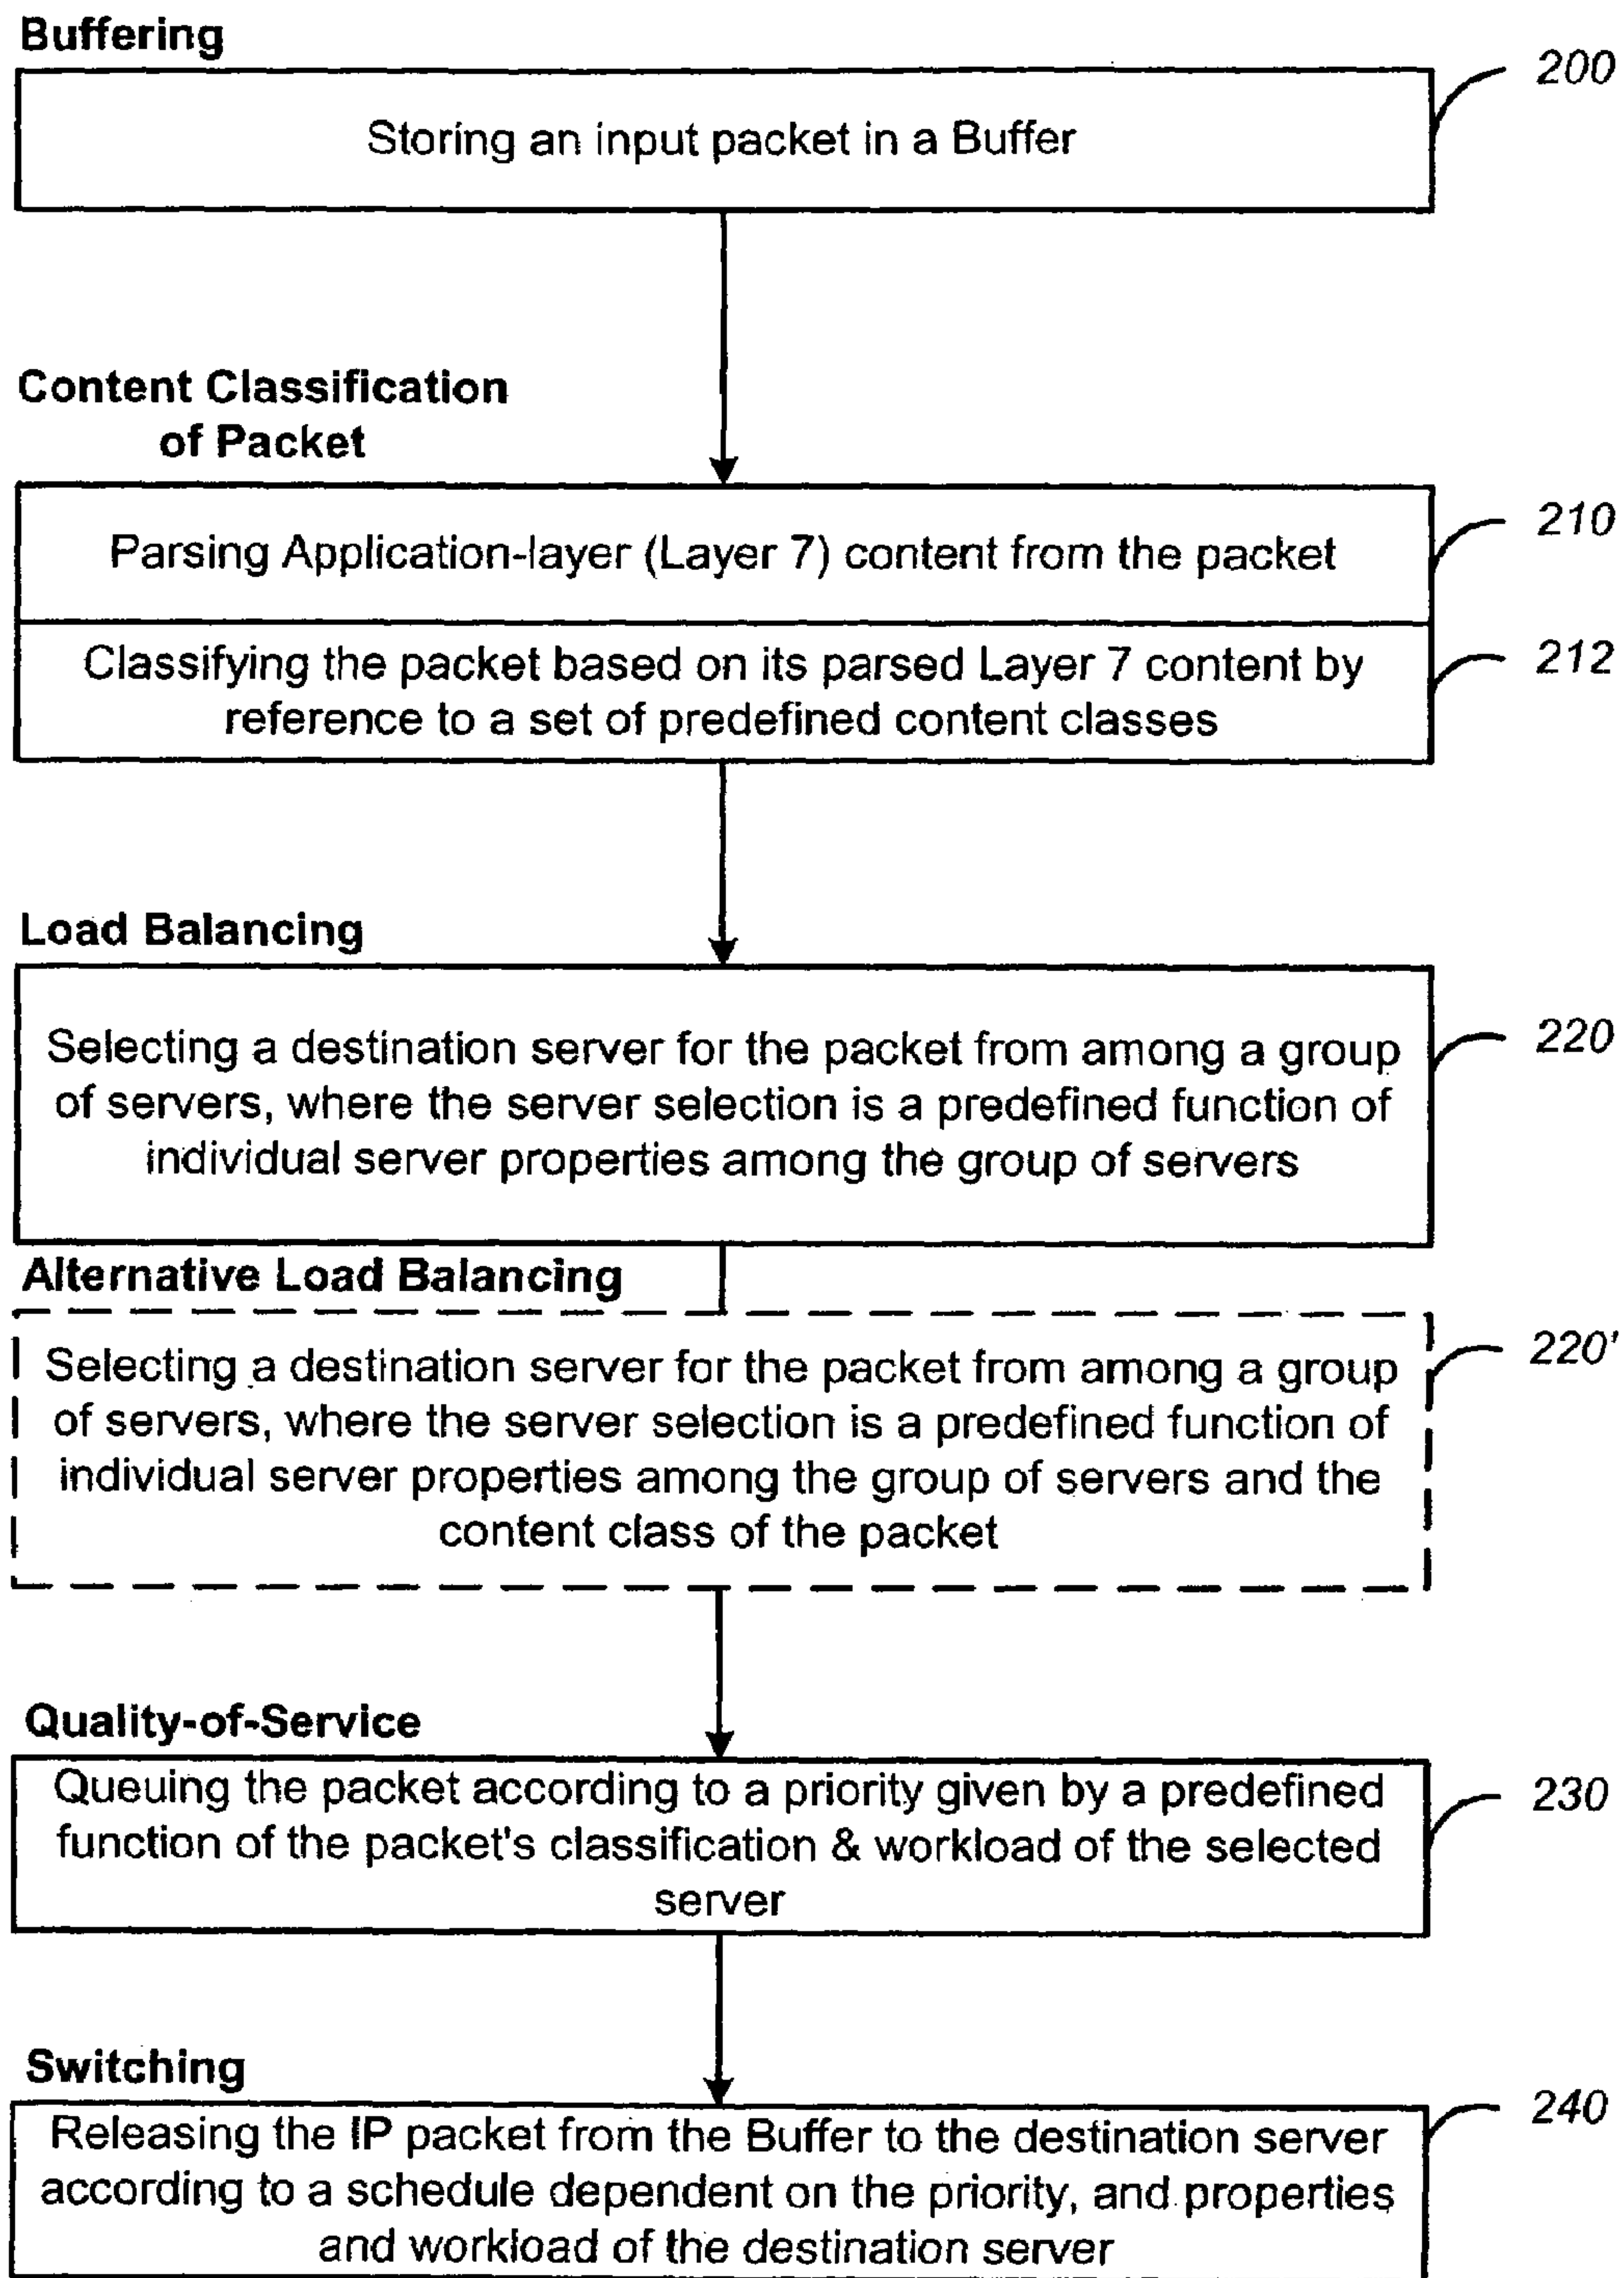 Buffering
200
Storing an input packet in a Buffer
Content Classification
of Packet
210
Parsing Application-layer (Layer 7) content from the packet
212
Classifying the packet based on its parsed Layer 7 content by
reference to a set of predefined content classes
Load Balancing
220
Selecting a destination server for the packet from among a group
of servers, where the server selection is a predefined function of
individual server properties among the group of servers
Alternative Load Balancing
220'
Selecting a destination server for the packet from among a group
of servers, where the server selection is a predefined function of
individual server properties among the group of servers and the
content class of the packet
Quality-of-Service
230
Queuing the packet according to a priority given by a predefined
function of the packet's classification & workload of the selected
server
Switching
240
Releasing the IP packet from the Buffer to the destination server
according to a schedule dependent on the priority, and properties
and workload of the destination server